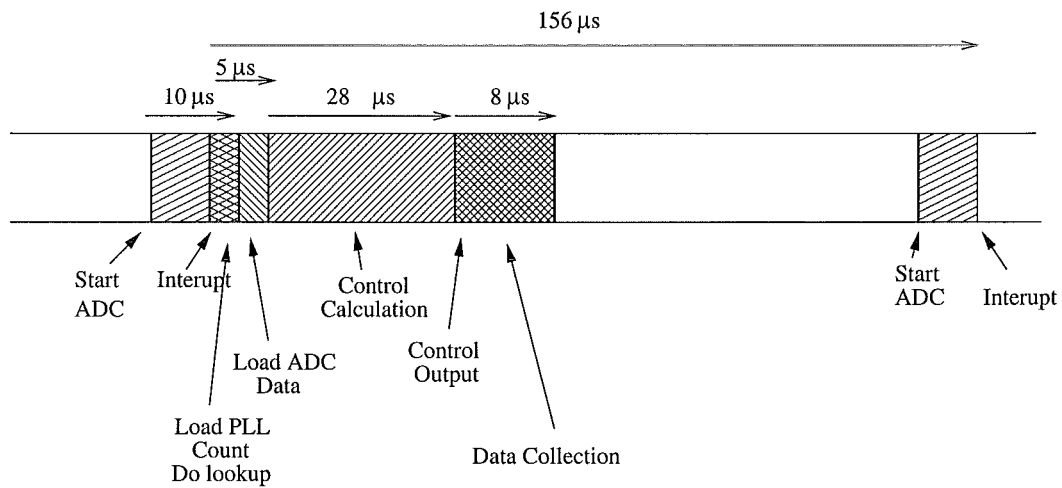 156 μs
5 μs
10 μs
28 μs
8 μs
Start
ADC
Interupt
Control
Calculation
Start
ADC
Interupt
Load ADC
Data
Control
Output
Load PLL
Count
Do lookup
Data Collection